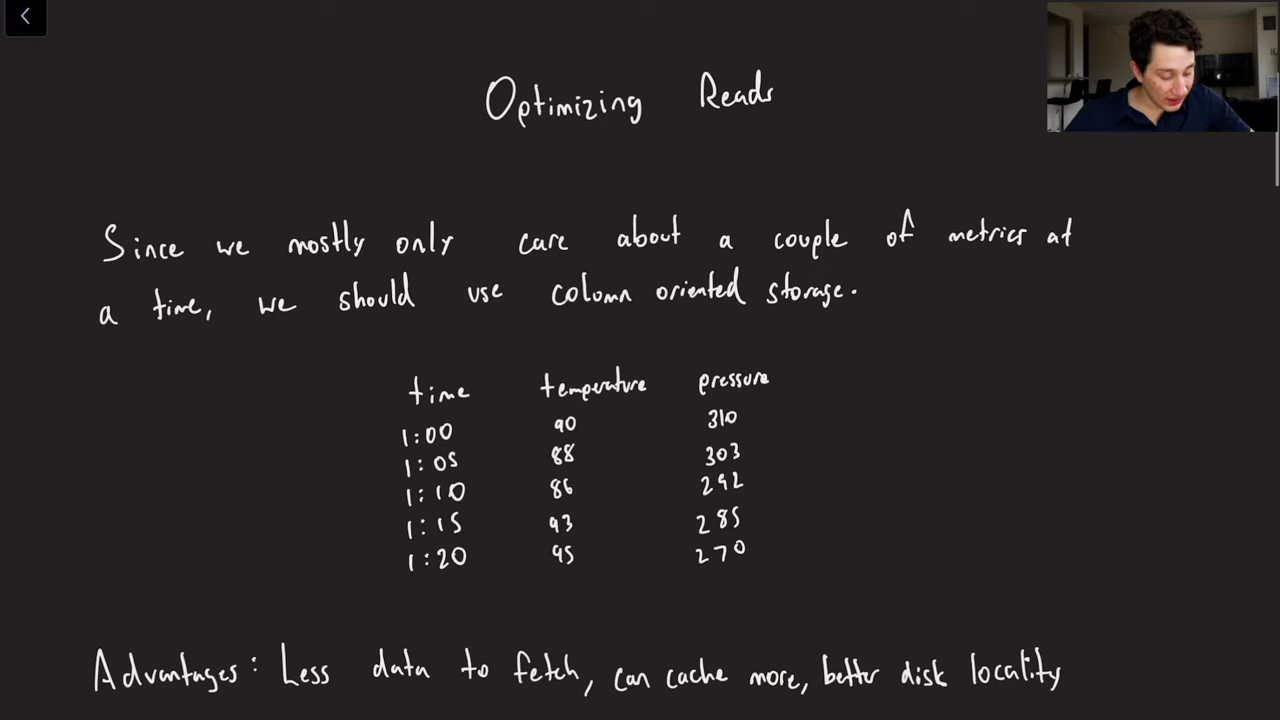 Optimizing Reads
Since we mostly only care about a couple of metrics at
a time, we should use column oriented storage.
time temperature pressure
1:00 90 310
1:05 88 303
1:10 86 292
1:15 93 285
1:20 95 270
Advantages: Less data to fetch, can cache more, better disk locality